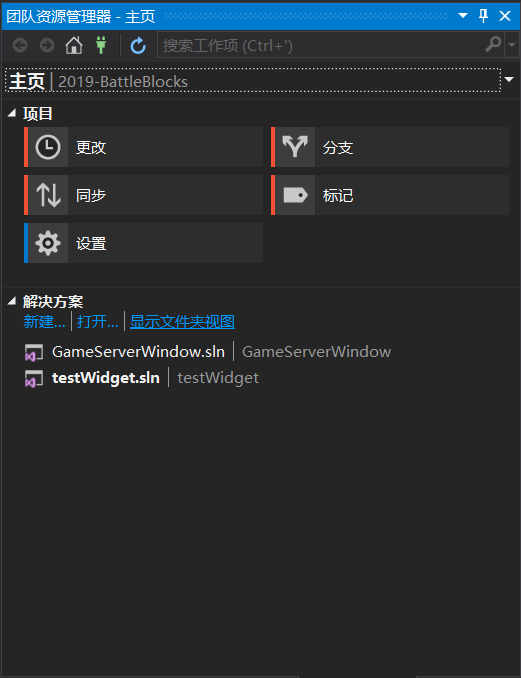 团队资源管理器 - 主页
搜索工作项 (Ctrl+')
主页 | 2019-BattleBlocks
项目
更改
分支
同步
标记
设置
解决方案
新建... | 打开... | 显示文件夹视图
GameServerWindow.sln | GameServerWindow
testWidget.sln | testWidget